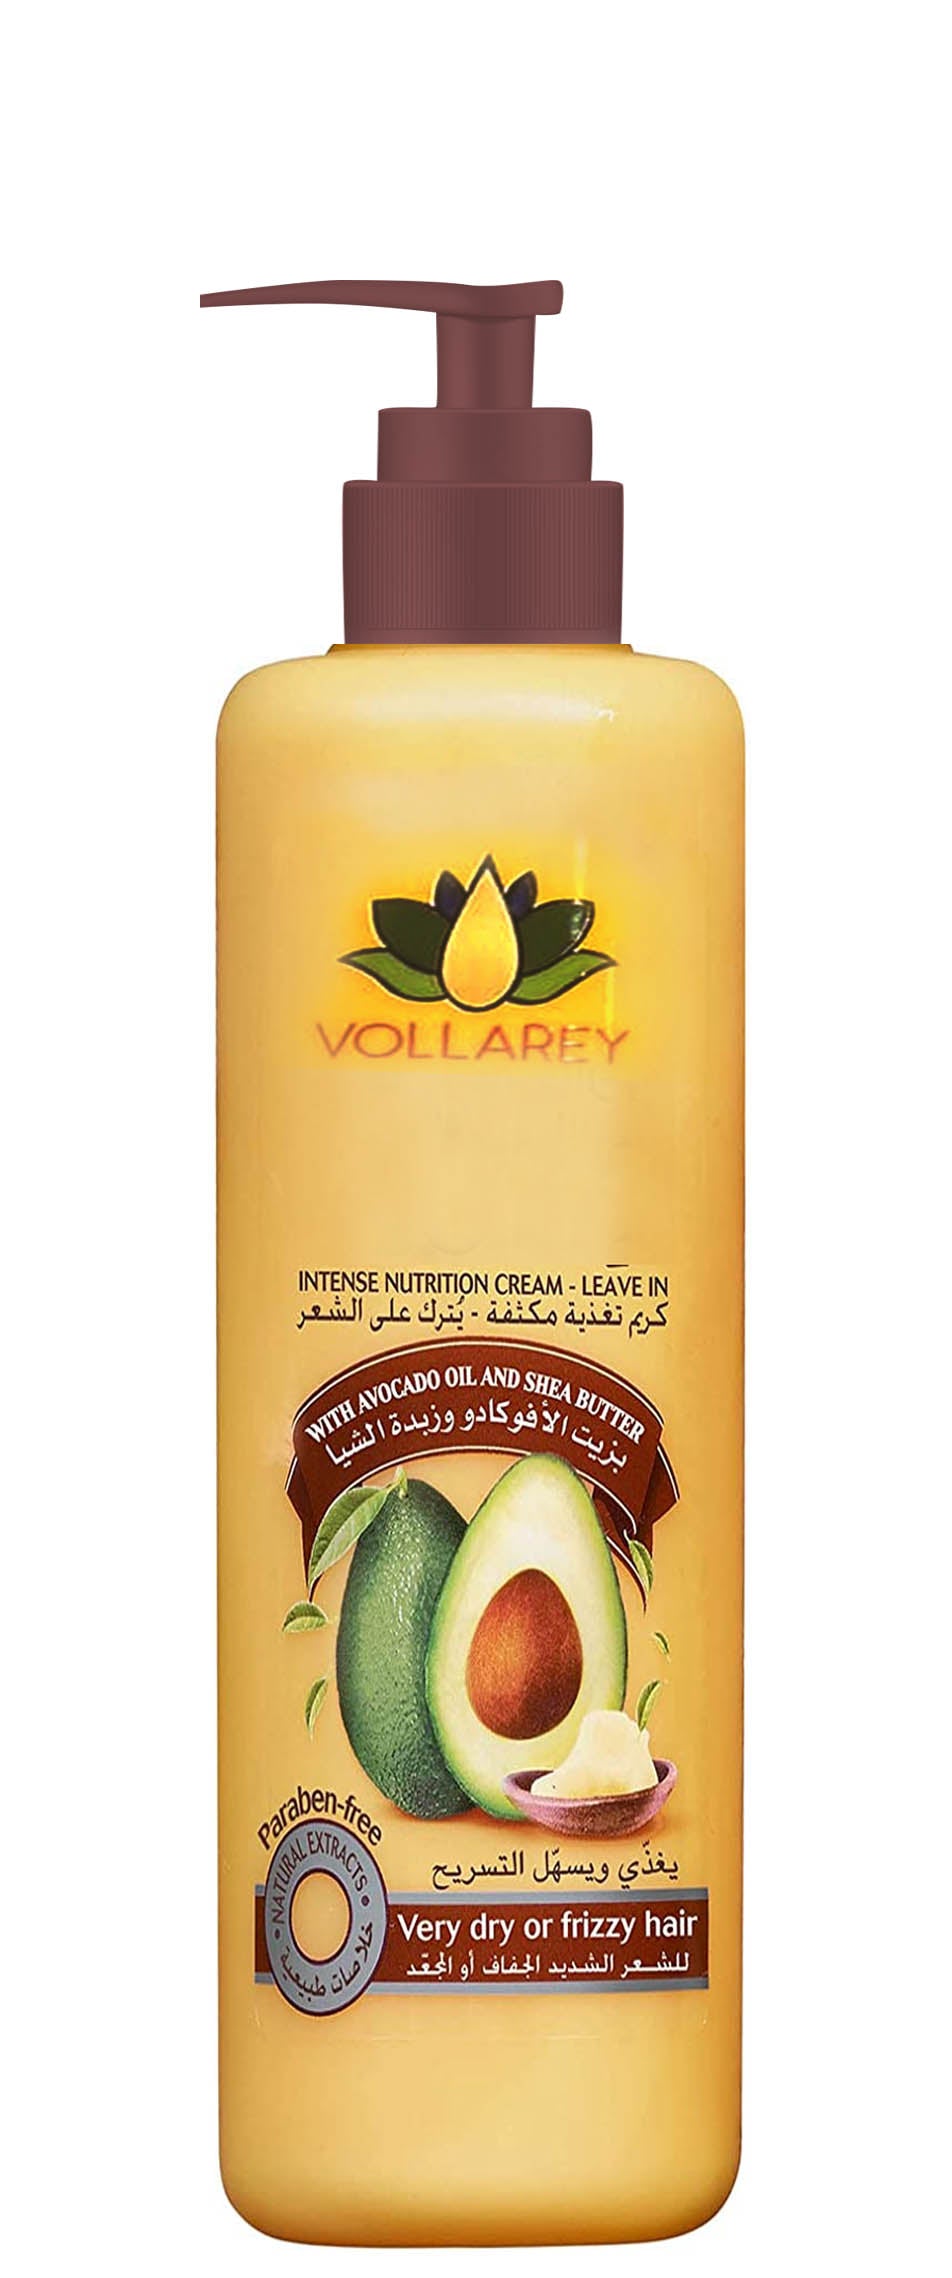 VOLLAREY
INTENSE NUTRITION CREAM - LEAVE IN
كريم تغذية مكثفة - يُترك على الشعر
WITH AVOCADO OIL AND SHEA BUTTER
بزيت الأفوكادو وزبدة الشيا
Paraben-free
NATURAL EXTRACTS
خلاصات طبيعية
يغذّي ويسهّل التسريح
Very dry or frizzy hair
للشعر الشديد الجفاف أو المجعّد